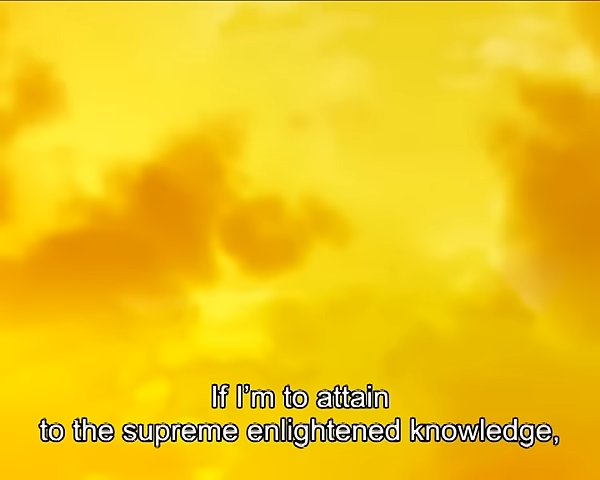 If I'm to attain
to the supreme enlightened knowledge,